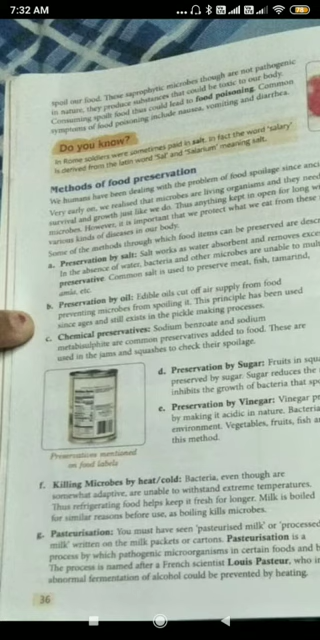 7:32 AM
76
spoil our food. These saprophytic microbes though are not pathogenic
in nature, they produce substances that could be toxic to our body.
Consuming spoilt food thus could lead to food poisoning. Common
symptoms of food poisoning include nausea, vomiting and diarrhea.
Do you know?
In Rome soldiers were sometimes paid in salt. In fact the word 'salary'
is derived from the latin word 'Sal' and 'Salarium' meaning salt.
Methods of food preservation
We humans have been dealing with the problem of food spoilage since
Very early on, we realised that microbes are living organisms and they
survival and growth just like we do. Thus anything kept in open for long
microbes. However, it is important that we protect what we eat from these
various kinds of diseases in our body.
Some of the methods through which food items can be preserved are
a. Preservation by salt: Salt works as water absorbent and removes
In the absence of water, bacteria and other microbes are unable to
preservative. Common salt is used to preserve meat, fish, tamarind,
etc.
b. Preservation by oil: Edible oils cut off air supply from food
preventing microbes from spoiling it. This principle has been used
since ages and still exists in the pickle making processes.
c. Chemical preservatives: Sodium benzoate and sodium
metabisulphite are common preservatives added to food. These are
used in the jams and squashes to check their spoilage.
d. Preservation by Sugar: Fruits in
preserved by sugar. Sugar reduces the
inhibits the growth of bacteria that
e. Preservation by Vinegar: Vinegar
by making it acidic in nature. Bacteria
environment. Vegetables, fruits, fish
this method.
Preservatives mentioned
on food labels
f. Killing Microbes by heat/cold: Bacteria, even though are
somewhat adaptive, are unable to withstand extreme temperatures.
Thus refrigerating food helps keep it fresh for longer. Milk is boiled
for similar reasons before use, as boiling kills microbes.
g. Pasteurisation: You must have seen 'pasteurised milk' or 'processed
milk' written on the milk packets or cartons. Pasteurisation is a
process by which pathogenic microorganisms in certain foods and
The process is named after a French scientist Louis Pasteur, who
abnormal fermentation of alcohol could be prevented by heating.
36